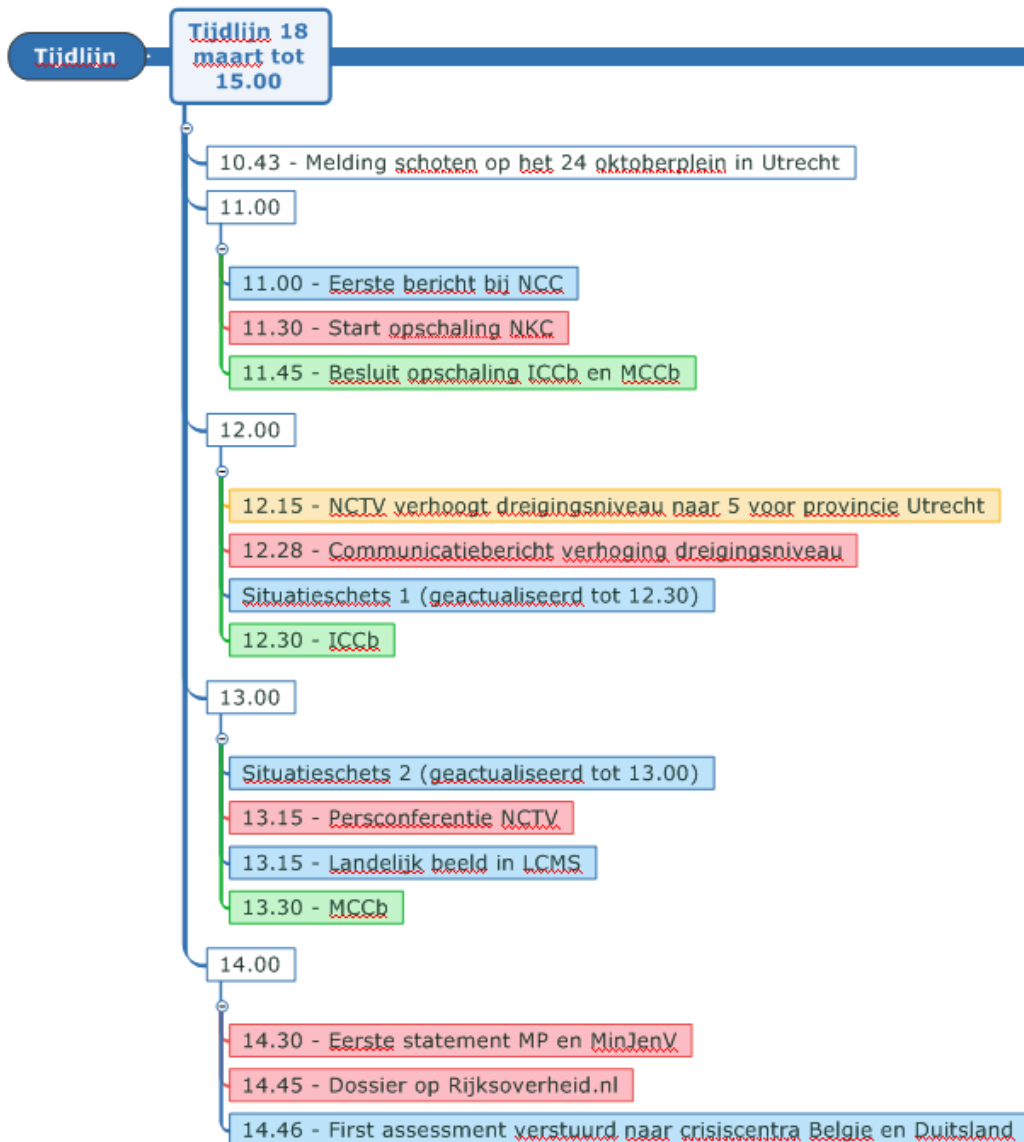 Tijdlijn
Tijdlijn 18
maart tot
15.00
10.43 - Melding schoten op het 24 oktoberplein in Utrecht
11.00
11.00 - Eerste bericht bij NCC
11.30 - Start opschaling NKC
11.45 - Besluit opschaling ICCb en MCCb
12.00
12.15 - NCTV verhoogt dreigingsniveau naar 5 voor provincie Utrecht
12.28 - Communicatiebericht verhoging dreigingsniveau
Situatieschets 1 (geactualiseerd tot 12.30)
12.30 - ICCb
13.00
Situatieschets 2 (geactualiseerd tot 13.00)
13.15 - Persconferentie NCTV
13.15 - Landelijk beeld in LCMS
13.30 - MCCb
14.00
14.30 - Eerste statement MP en MinJenV
14.45 - Dossier op Rijksoverheid.nl
14.46 - First assessment verstuurd naar crisiscentra Belgie en Duitsland